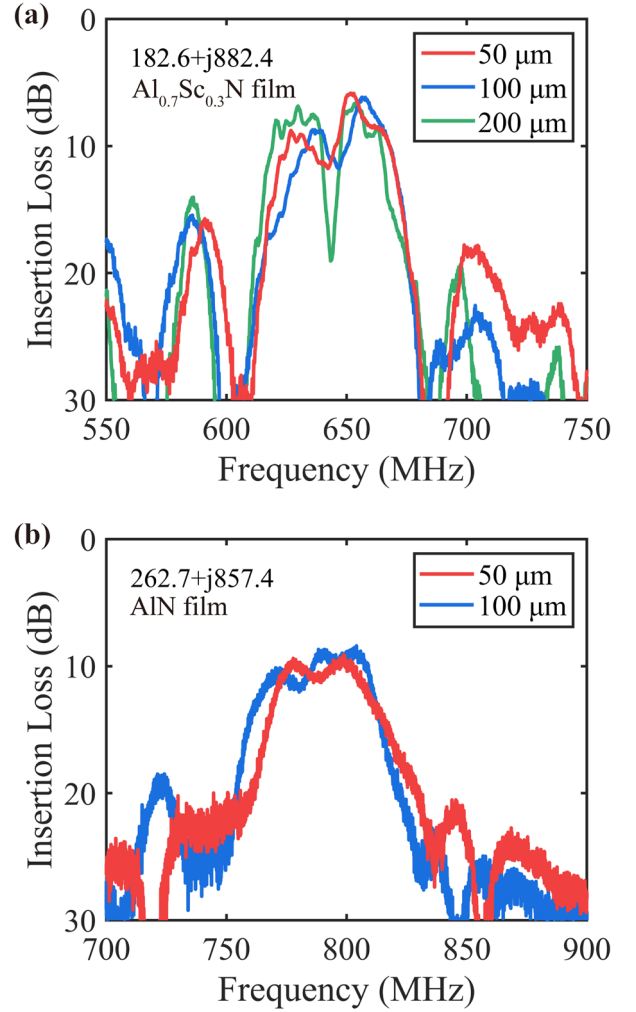 (a)
0
10
20
30
Insertion Loss (dB)
182.6+j882.4
Al0.7Sc0.3N film
50 μm
100 μm
200 μm
550
600
650
700
750
Frequency (MHz)
(b)
0
10
20
30
Insertion Loss (dB)
262.7+j857.4
AlN film
50 μm
100 μm
700
750
800
850
900
Frequency (MHz)